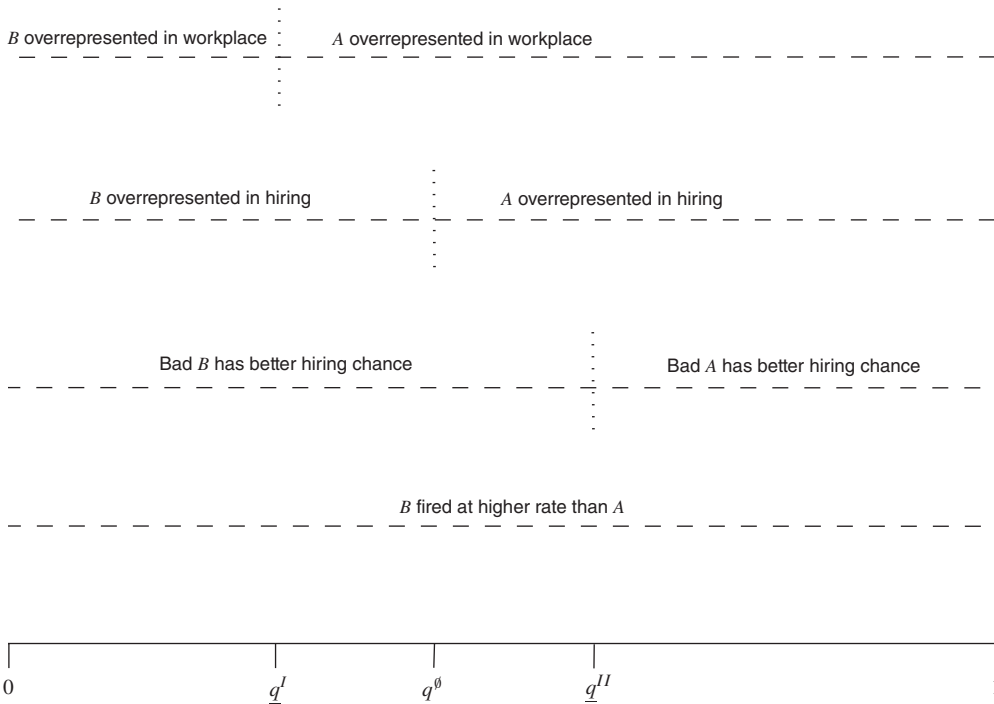 B overrepresented in workplace A overrepresented in workplace
B overrepresented in hiring A overrepresented in hiring
Bad B has better hiring chance Bad A has better hiring chance
B fired at higher rate than A
0 q^I q^ø q^II